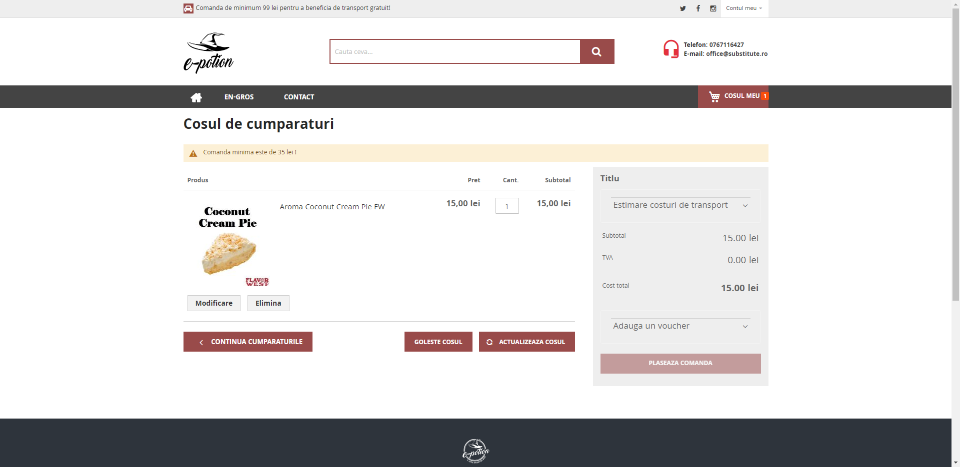 Comanda de minimum 99 lei pentru a beneficia de transport gratuit!
Contul meu
e-potion
Cauta ceva...
Telefon: 0767116427
E-mail: office@substitute.ro
EN-GROS
CONTACT
COSUL MEU 1
Cosul de cumparaturi
Comanda minima este de 35 lei !
Produs
Pret
Cant
Subtotal
Coconut
Cream Pie
FLAVOR
WEST
Aroma Coconut Cream Pie FW
15,00 lei
1
15,00 lei
Modificare
Elimina
CONTINUA CUMPARATURILE
GOLESTE COSUL
ACTUALIZEAZA COSUL
Titlu
Estimare costuri de transport
Subtotal
15.00 lei
TVA
0.00 lei
Cost total
15.00 lei
Adauga un voucher
PLASEAZA COMANDA
e-potion